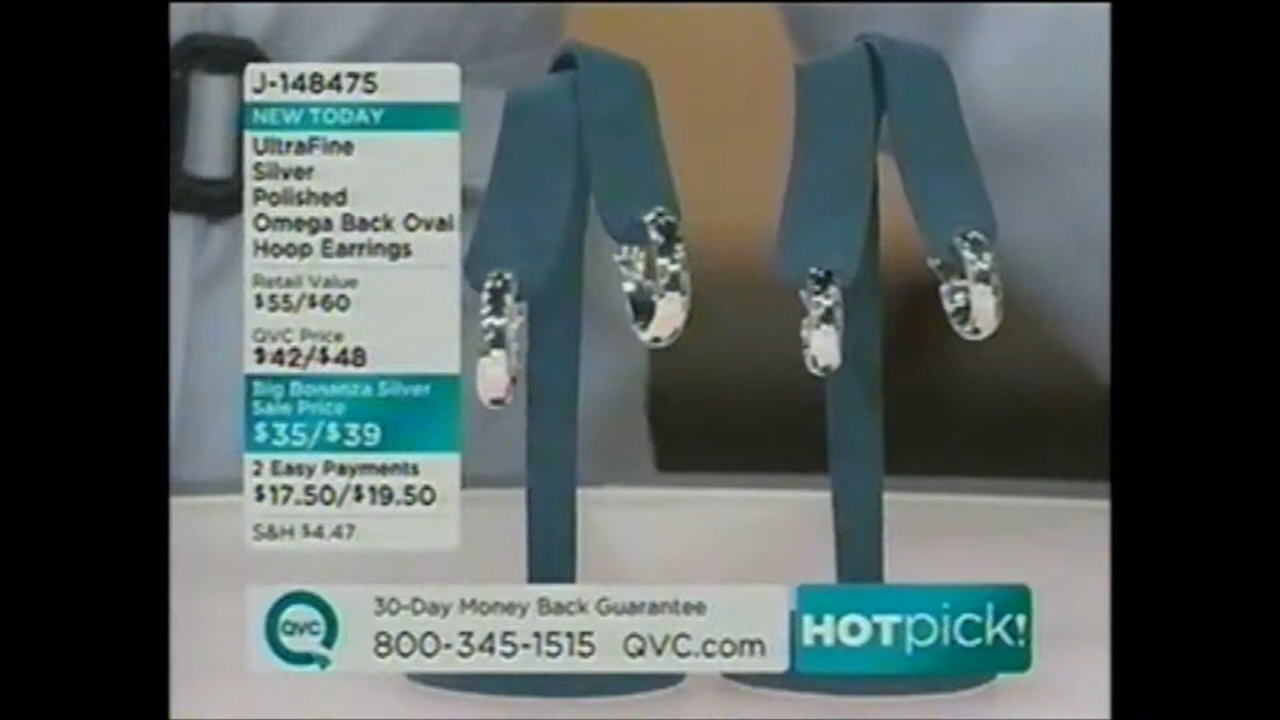 J-148475
NEW TODAY
UltraFine
Silver
Polished
Omega Back Oval
Hoop Earrings
Retail Value
$55/$60
QVC Price
$42/$48
Big Bonanza Silver
Sale Price
$35/$39
2 Easy Payments
$17.50/$19.50
S&H $4.47
QVC
30-Day Money Back Guarantee
800-345-1515 QVC.com
HOTpick!